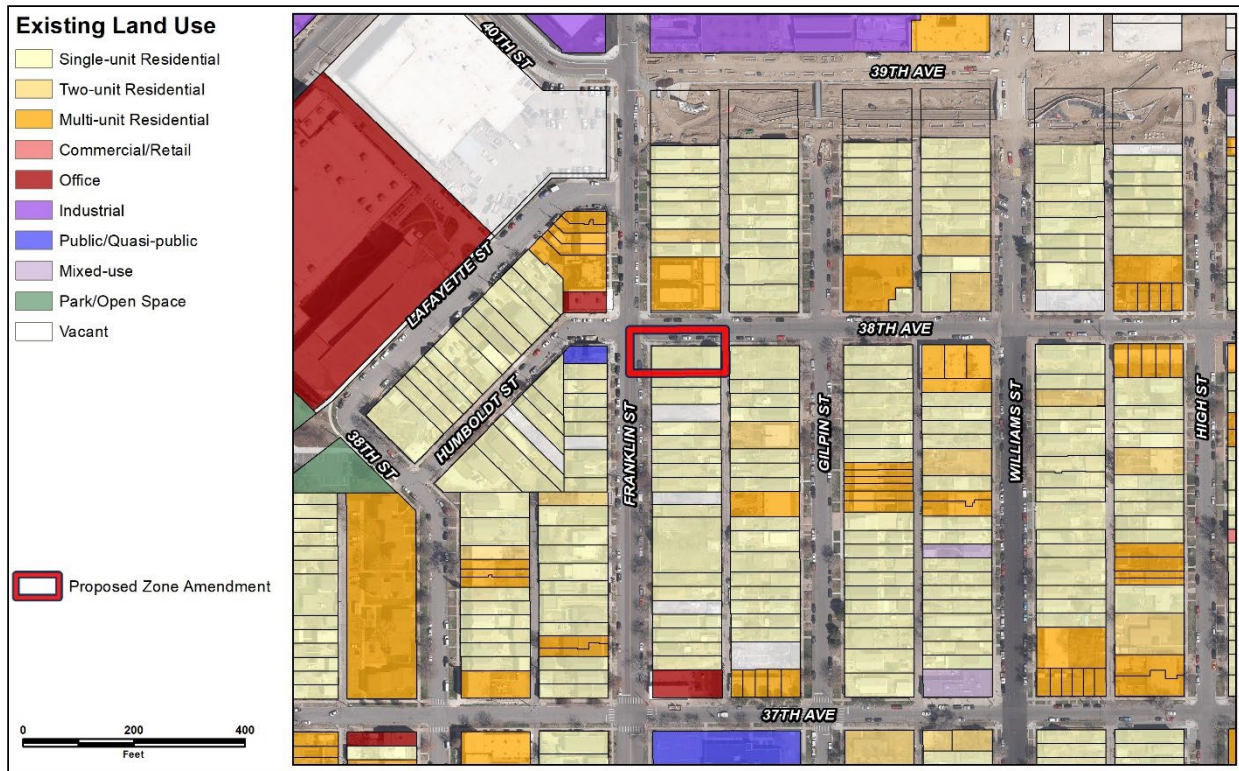 Existing Land Use
Single-unit Residential
Two-unit Residential
Multi-unit Residential
Commercial/Retail
Office
Industrial
Public/Quasi-public
Mixed-use
Park/Open Space
Vacant
Proposed Zone Amendment
0 200 400
Feet
40TH ST
39TH AVE
LAFAYETTE ST
38TH AVE
HUMBOLDT ST
38TH ST
FRANKLIN ST
GILPIN ST
WILLIAMS ST
HIGH ST
37TH AVE